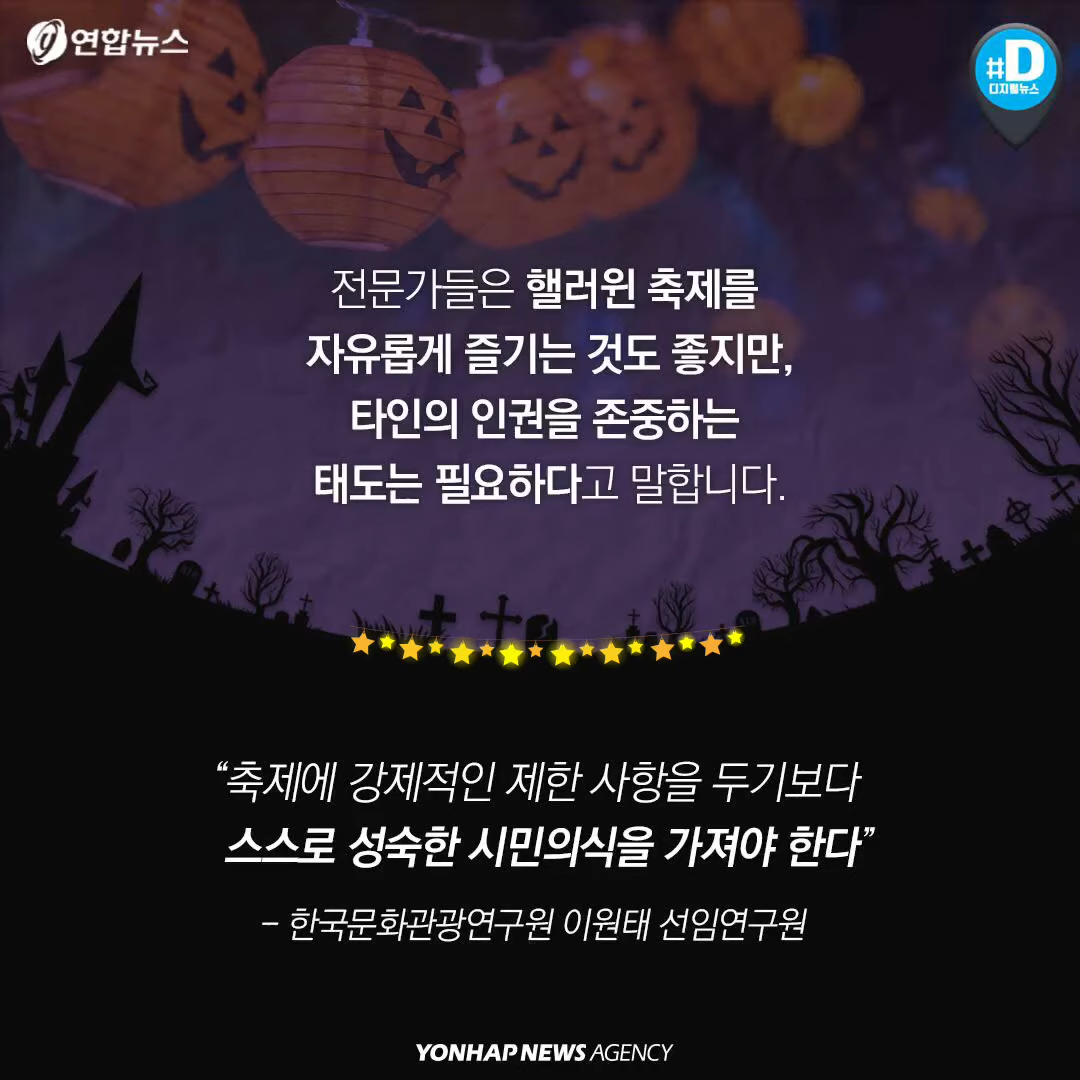 연합뉴스
#D
디지털뉴스
전문가들은 핼러윈 축제를
자유롭게 즐기는 것도 좋지만,
타인의 인권을 존중하는
태도는 필요하다고 말합니다.
“축제에 강제적인 제한 사항을 두기보다
스스로 성숙한 시민의식을 가져야 한다”
– 한국문화관광연구원 이원태 선임연구원
YONHAP NEWS AGENCY